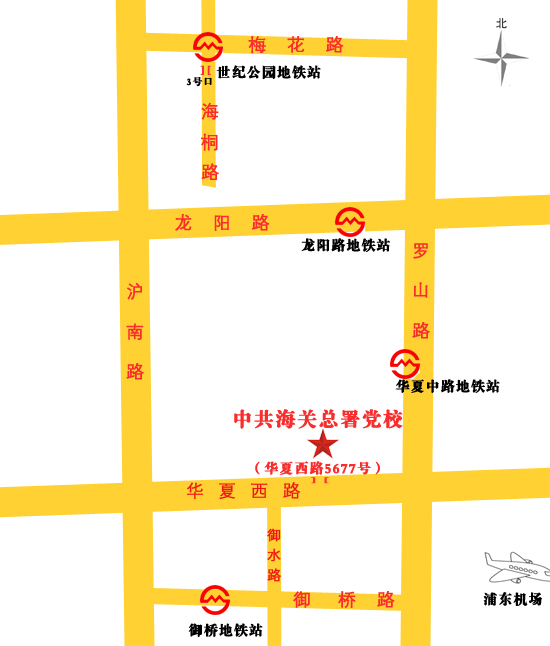 北
梅花路
世纪公园地铁站
3号口
海桐路
龙阳路
龙阳路地铁站
罗山路
沪南路
华夏中路地铁站
中共海关总署党校
（华夏西路5677号）
华夏西路
御水路
御桥路
浦东机场
御桥地铁站